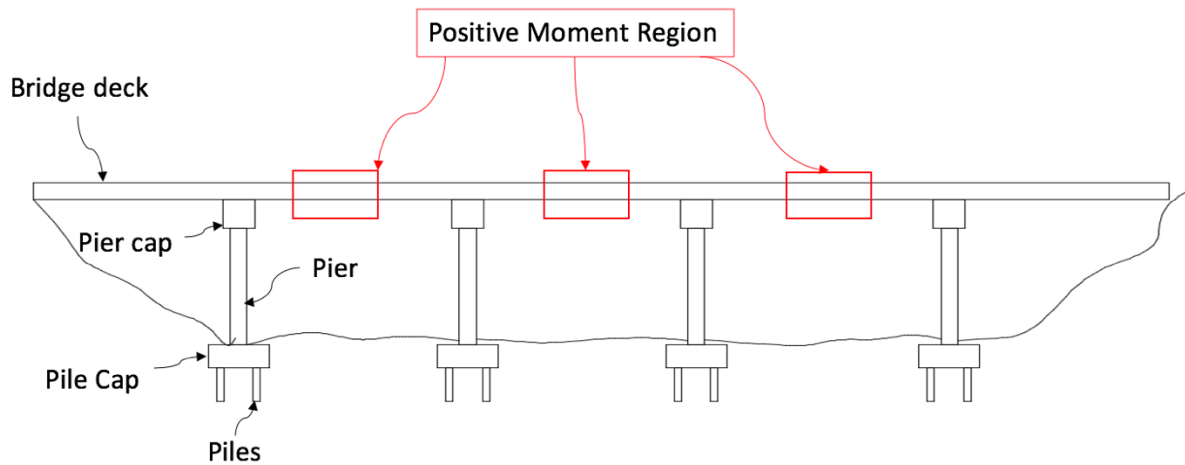 Positive Moment Region
Bridge deck
Pier cap
Pier
Pile Cap
Piles